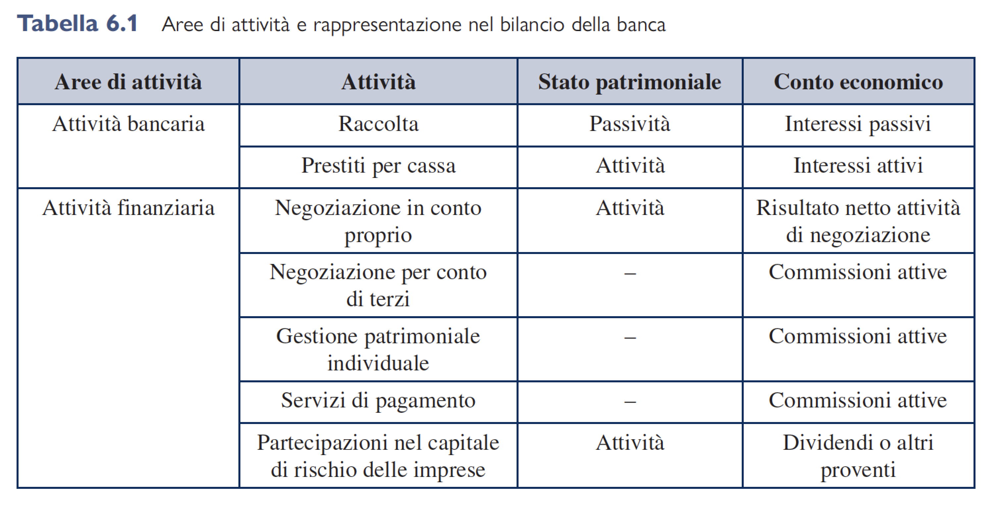 Tabella 6.1 Aree di attività e rappresentazione nel bilancio della banca
Aree di attività Attività Stato patrimoniale Conto economico
Attività bancaria Raccolta Passività Interessi passivi
Prestiti per cassa Attività Interessi attivi
Attività finanziaria Negoziazione in conto Attività Risultato netto attività
proprio di negoziazione
Negoziazione per conto – Commissioni attive
di terzi
Gestione patrimoniale – Commissioni attive
individuale
Servizi di pagamento – Commissioni attive
Partecipazioni nel capitale Attività Dividendi o altri
di rischio delle imprese proventi